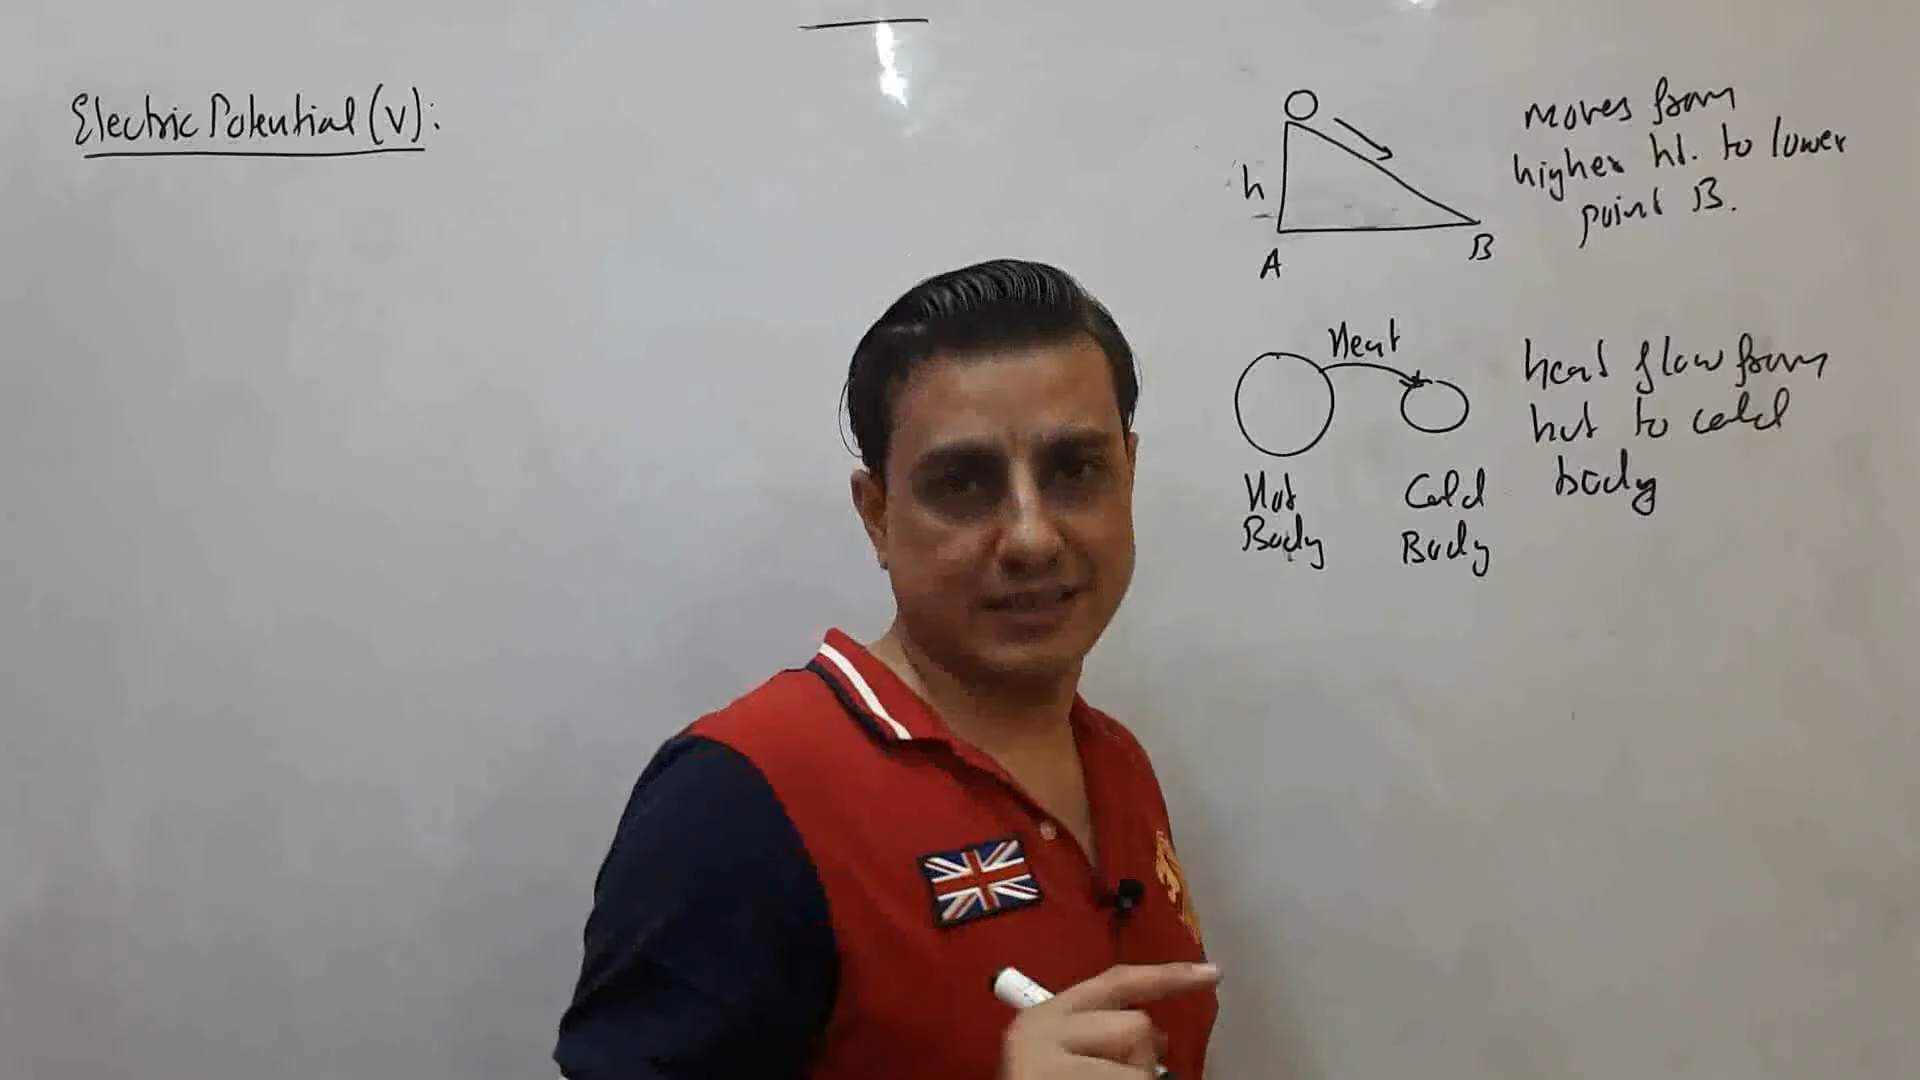 Electric Potential (V):
h
A
B
moves from
higher ht. to lower
point B.
Heat
Hot
Body
Cold
Body
heat flow from
hot to cold
body